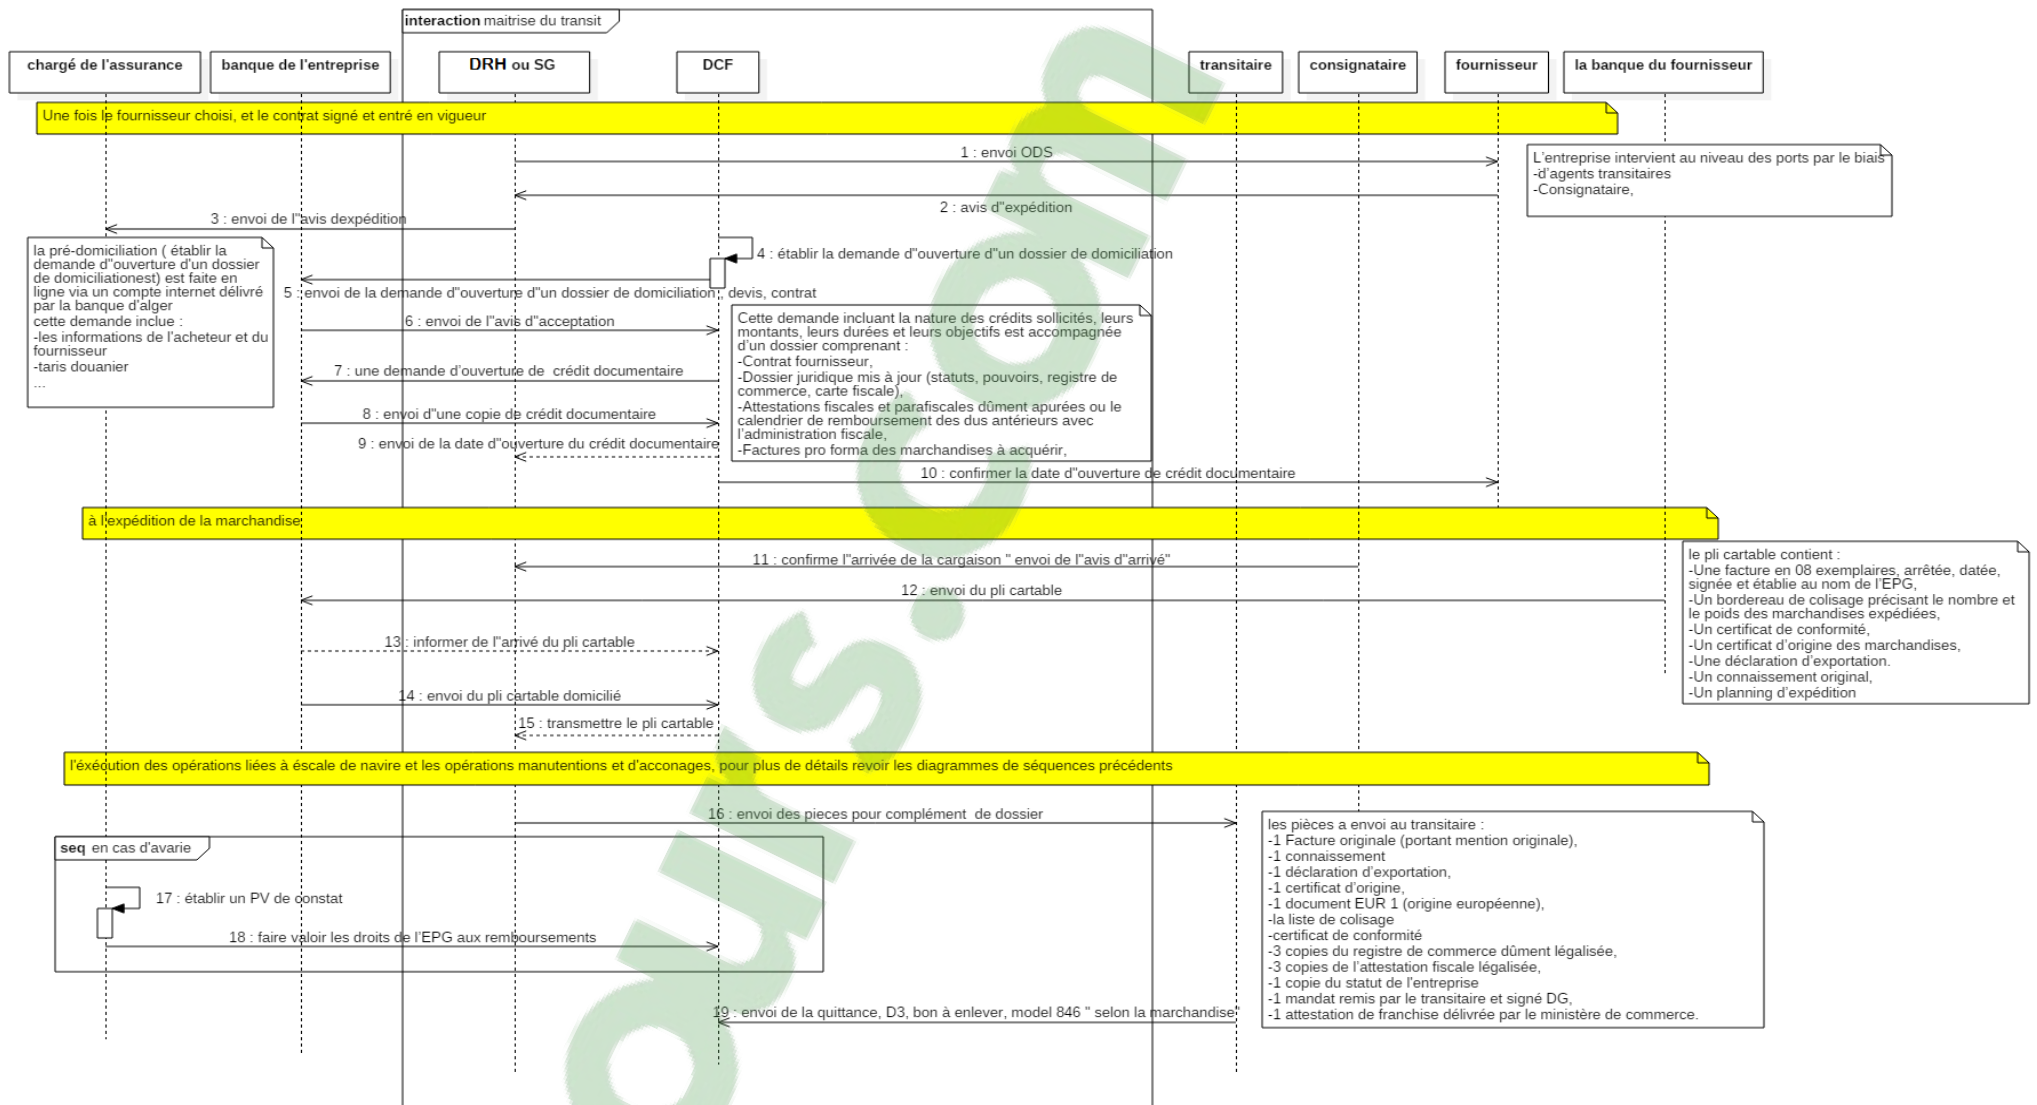 interaction maitrise du transit
chargé de l'assurance
banque de l'entreprise
DRH ou SG
DCF
transitaire
consignataire
fournisseur
la banque du fournisseur
Une fois le fournisseur choisi, et le contrat signé et entré en vigueur
1 : envoi ODS
L'entreprise intervient au niveau des ports par le biais
-d'agents transitaires
-Consignataire,
2 : avis d"expédition
3 : envoi de l"avis dexpédition
la pré-domiciliation ( établir la
demande d"ouverture d'un dossier
de domiciliationest) est faite en
ligne via un compte internet délivré
par la banque d'alger
cette demande inclue :
-les informations de l'acheteur et du
fournisseur
-taris douanier
...
4 : établir la demande d"ouverture d"un dossier de domiciliation
5 : envoi de la demande d"ouverture d"un dossier de domiciliation , devis, contrat
6 : envoi de l"avis d"acceptation
Cette demande incluant la nature des crédits sollicités, leurs
montants, leurs durées et leurs objectifs est accompagnée
d'un dossier comprenant :
-Contrat fournisseur,
-Dossier juridique mis à jour (statuts, pouvoirs, registre de
commerce, carte fiscale),
-Attestations fiscales et parafiscales dûment apurées ou le
calendrier de remboursement des dus antérieurs avec
l'administration fiscale,
-Factures pro forma des marchandises à acquérir,
7 : une demande d'ouverture de  crédit documentaire
8 : envoi d"une copie de crédit documentaire
9 : envoi de la date d"ouverture du crédit documentaire
10 : confirmer la date d"ouverture de crédit documentaire
à l'expédition de la marchandise
11 : confirme l"arrivée de la cargaison " envoi de l"avis d"arrivé"
12 : envoi du pli cartable
le pli cartable contient :
-Une facture en 08 exemplaires, arrêtée, datée,
signée et établie au nom de l'EPG,
-Un bordereau de colisage précisant le nombre et
le poids des marchandises expédiées,
-Un certificat de conformité,
-Un certificat d'origine des marchandises,
-Une déclaration d'exportation.
-Un connaissement original,
-Un planning d'expédition
13 : informer de l"arrivé du pli cartable
14 : envoi du pli cartable domicilié
15 : transmettre le pli cartable
l'éxécution des opérations liées à éscale de navire et les opérations manutentions et d'acconages, pour plus de détails revoir les diagrammes de séquences précédents
16 : envoi des pieces pour complément  de dossier
les pièces a envoi au transitaire :
-1 Facture originale (portant mention originale),
-1 connaissement
-1 déclaration d'exportation,
-1 certificat d'origine,
-1 document EUR 1 (origine européenne),
-la liste de colisage
-certificat de conformité
-3 copies du registre de commerce dûment légalisée,
-3 copies de l'attestation fiscale légalisée,
-1 copie du statut de l'entreprise
-1 mandat remis par le transitaire et signé DG,
-1 attestation de franchise délivrée par le ministère de commerce.
seq en cas d'avarie
17 : établir un PV de constat
18 : faire valoir les droits de l'EPG aux remboursements
19 : envoi de la quittance, D3, bon à enlever, model 846 " selon la marchandise"
ours.com